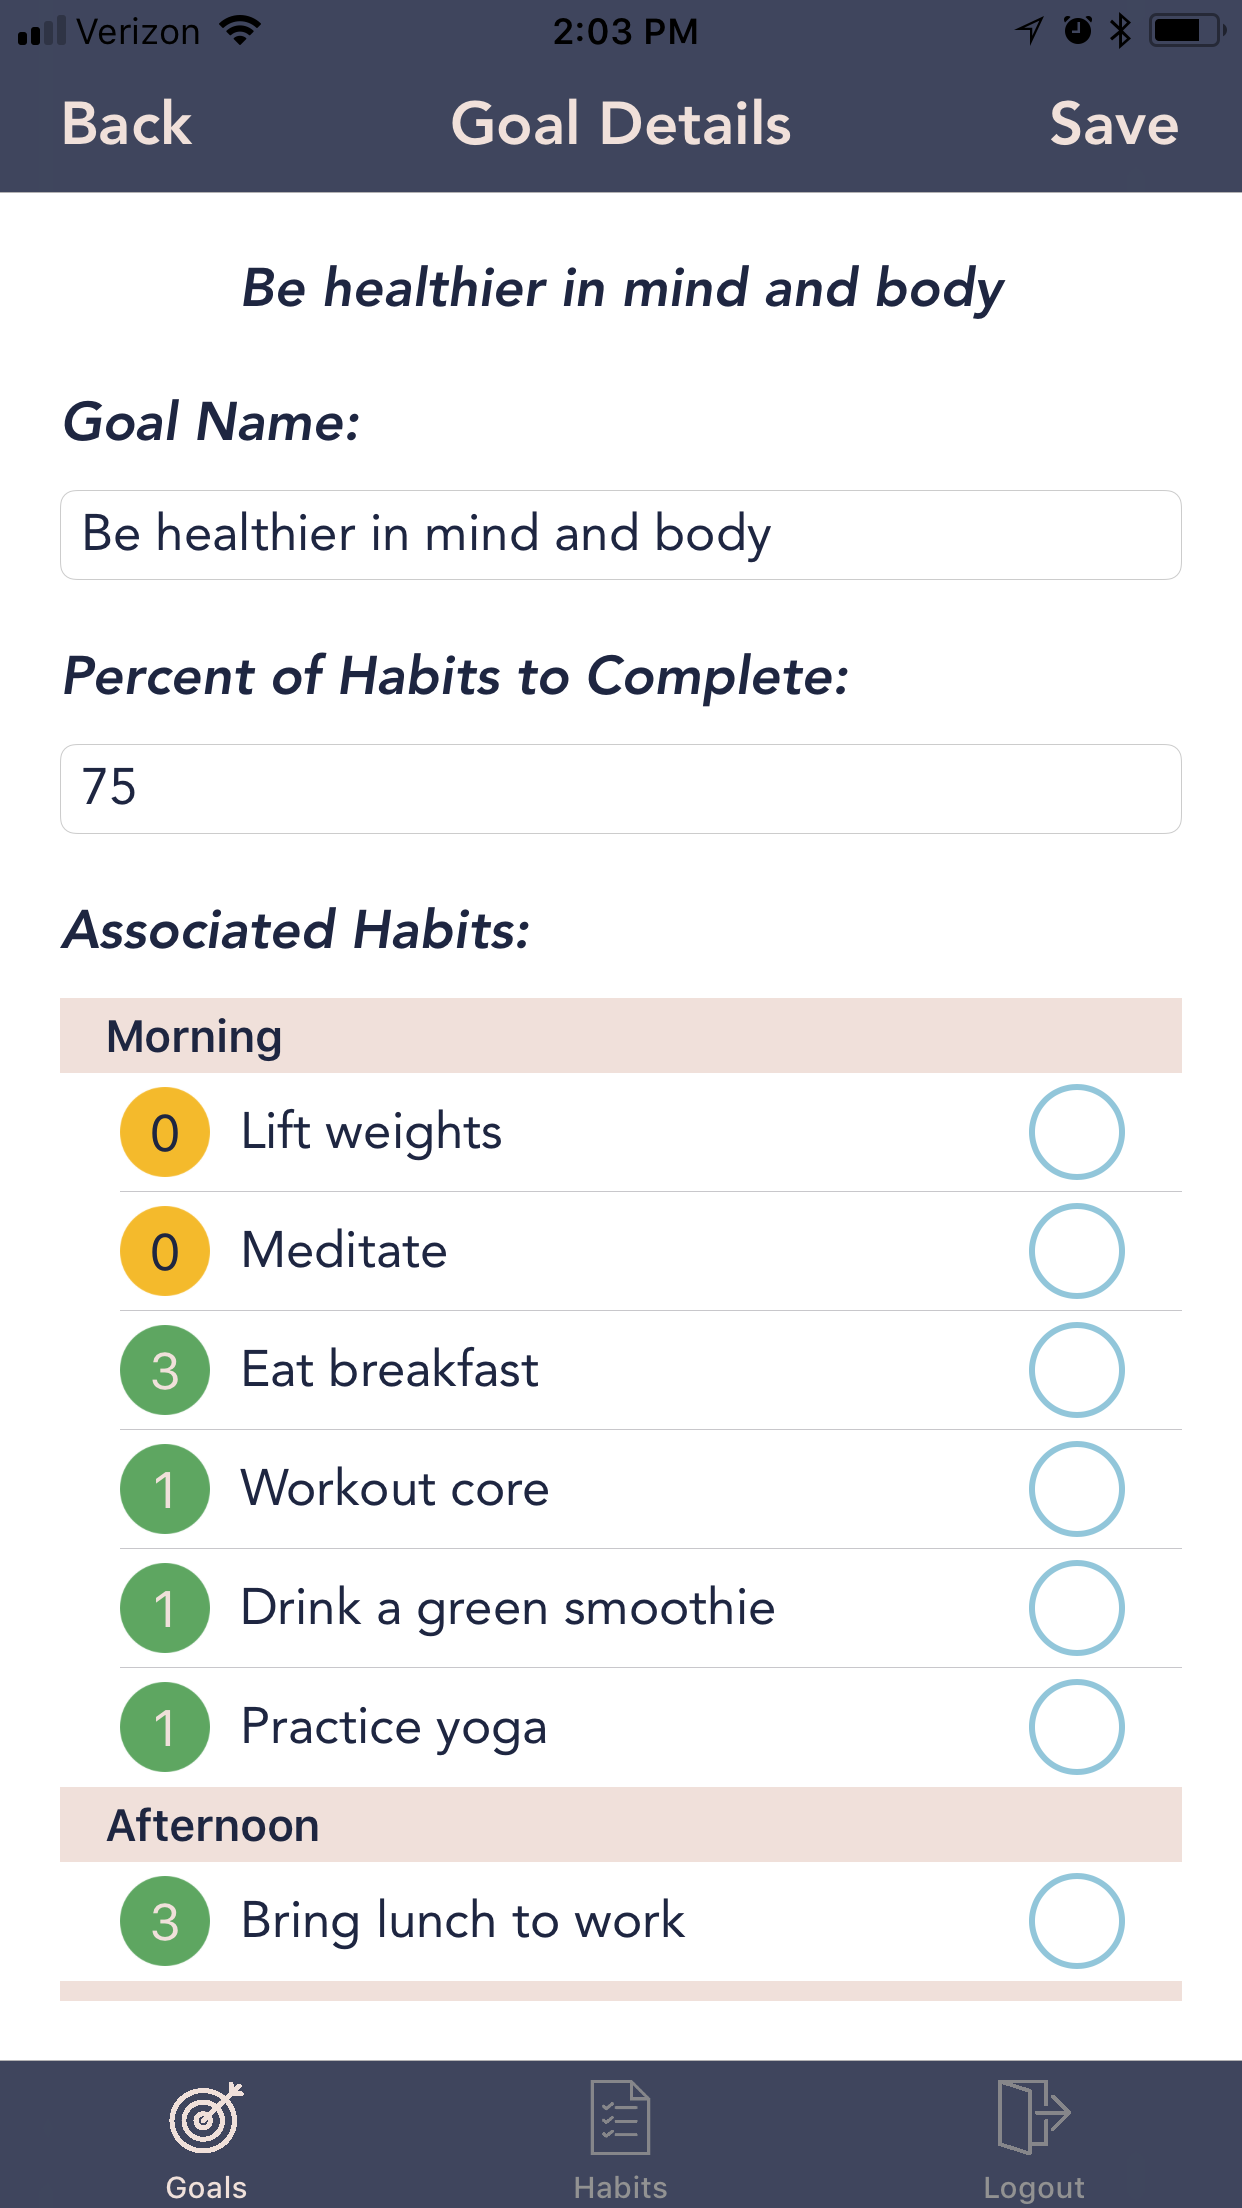 Verizon 2:03 PM
Back Goal Details Save
Be healthier in mind and body
Goal Name:
Be healthier in mind and body
Percent of Habits to Complete:
75
Associated Habits:
Morning
0 Lift weights
0 Meditate
3 Eat breakfast
1 Workout core
1 Drink a green smoothie
1 Practice yoga
Afternoon
3 Bring lunch to work
Goals Habits Logout